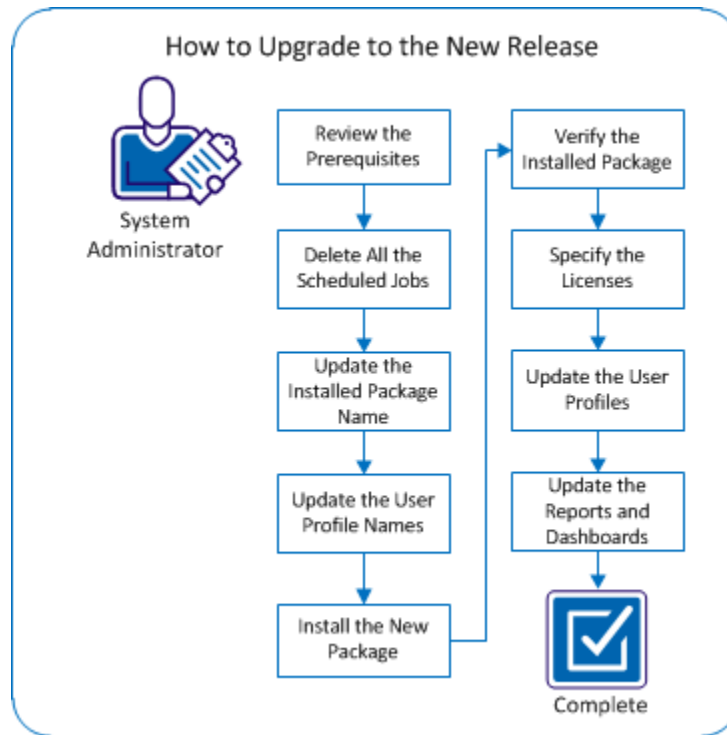 How to Upgrade to the New Release
System
Administrator
Review the
Prerequisites
Delete All the
Scheduled Jobs
Update the
Installed Package
Name
Update the User
Profile Names
Install the New
Package
Verify the
Installed Package
Specify the
Licenses
Update the User
Profiles
Update the
Reports and
Dashboards
Complete